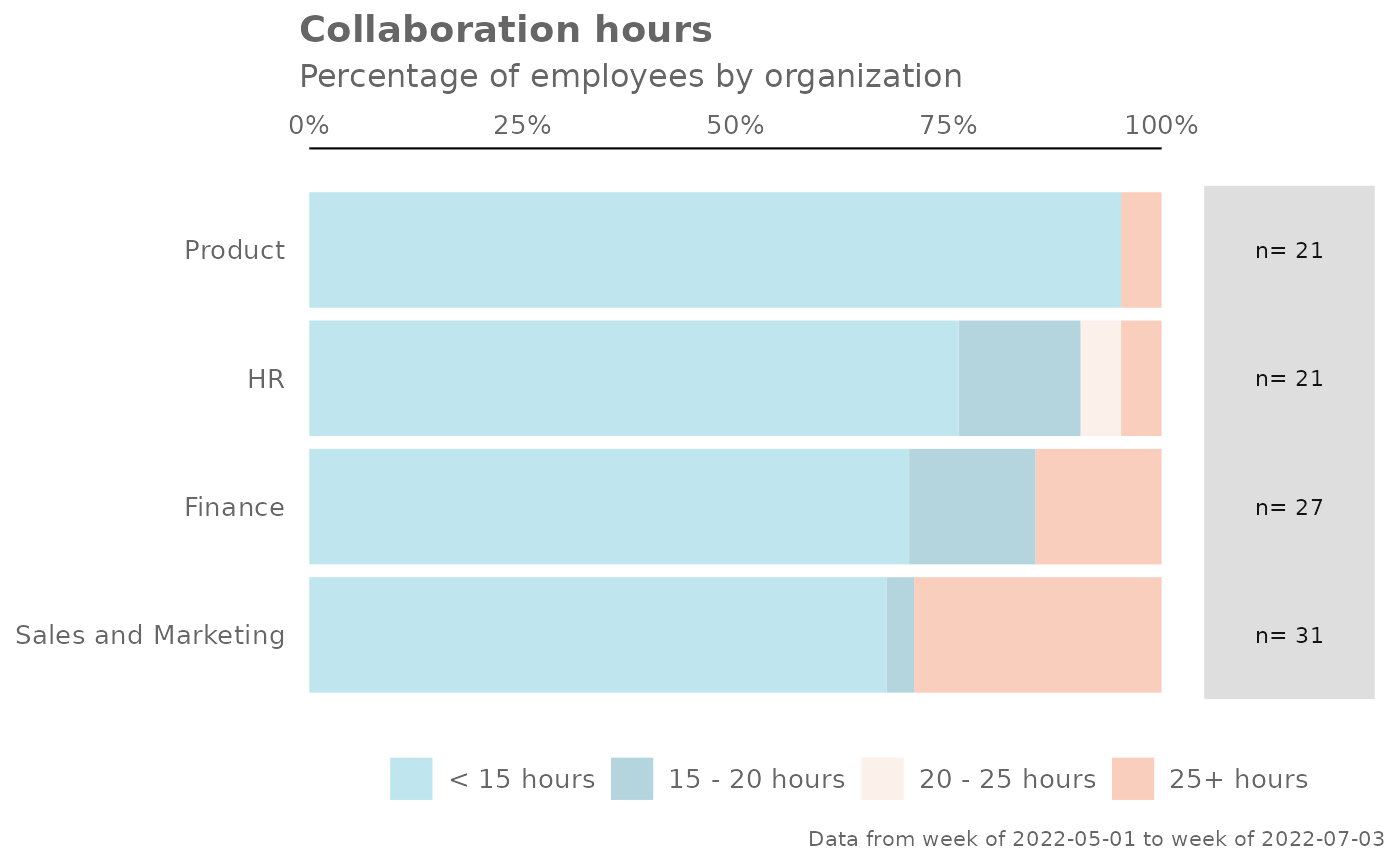 Collaboration hours
Percentage of employees by organization
0% 25% 50% 75% 100%
Product n= 21
HR n= 21
Finance n= 27
Sales and Marketing n= 31
< 15 hours 15 - 20 hours 20 - 25 hours 25+ hours
Data from week of 2022-05-01 to week of 2022-07-03